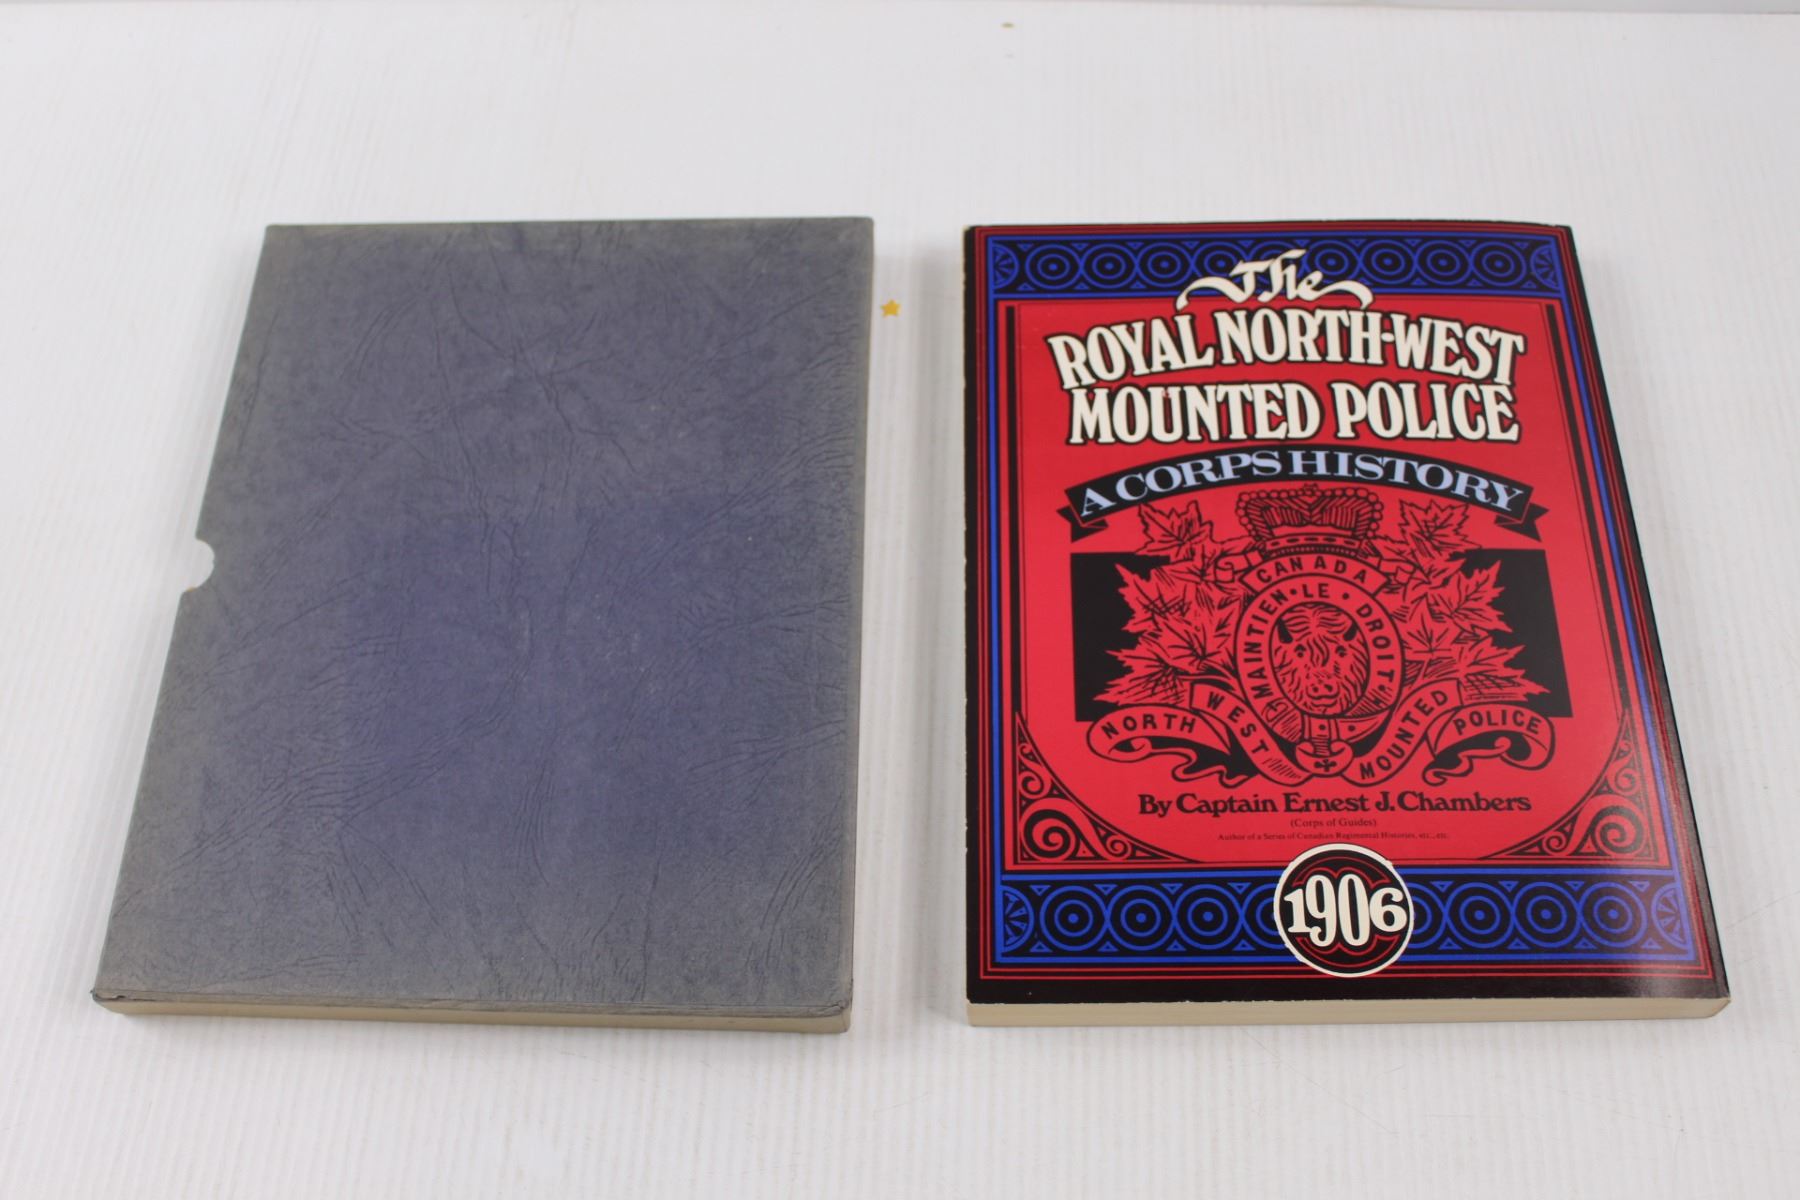 The
ROYAL NORTH-WEST
MOUNTED POLICE
A CORPS HISTORY
CANADA
MAINTIEN • LE • DROIT
NORTH WEST MOUNTED POLICE
By Captain Ernest J. Chambers
(Corps of Guides)
Author of a Series of Canadian Regimental Histories, etc., etc.
1906